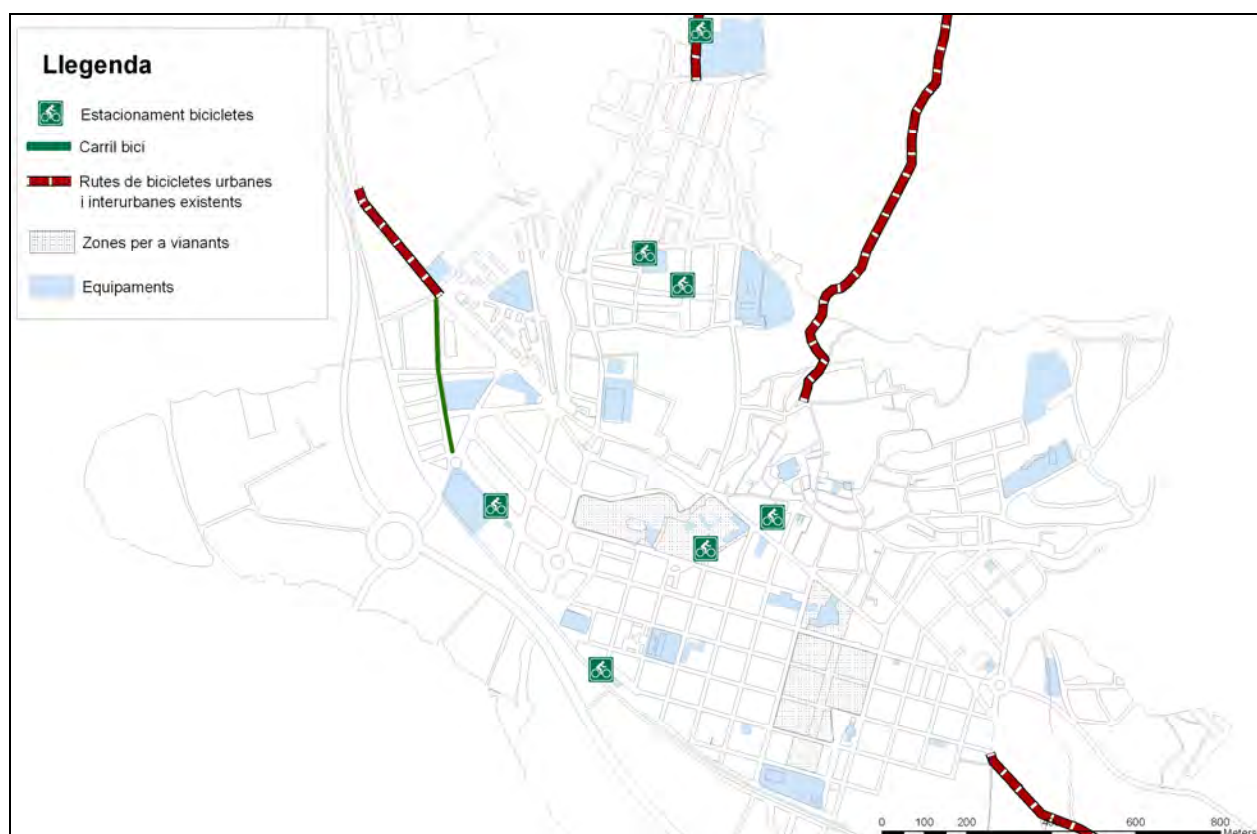 Llegenda
Estacionament bicicletes
Carril bici
Rutes de bicicletes urbanes
i interurbanes existents
Zones per a vianants
Equipaments
0 100 200 400 600 800
Meters